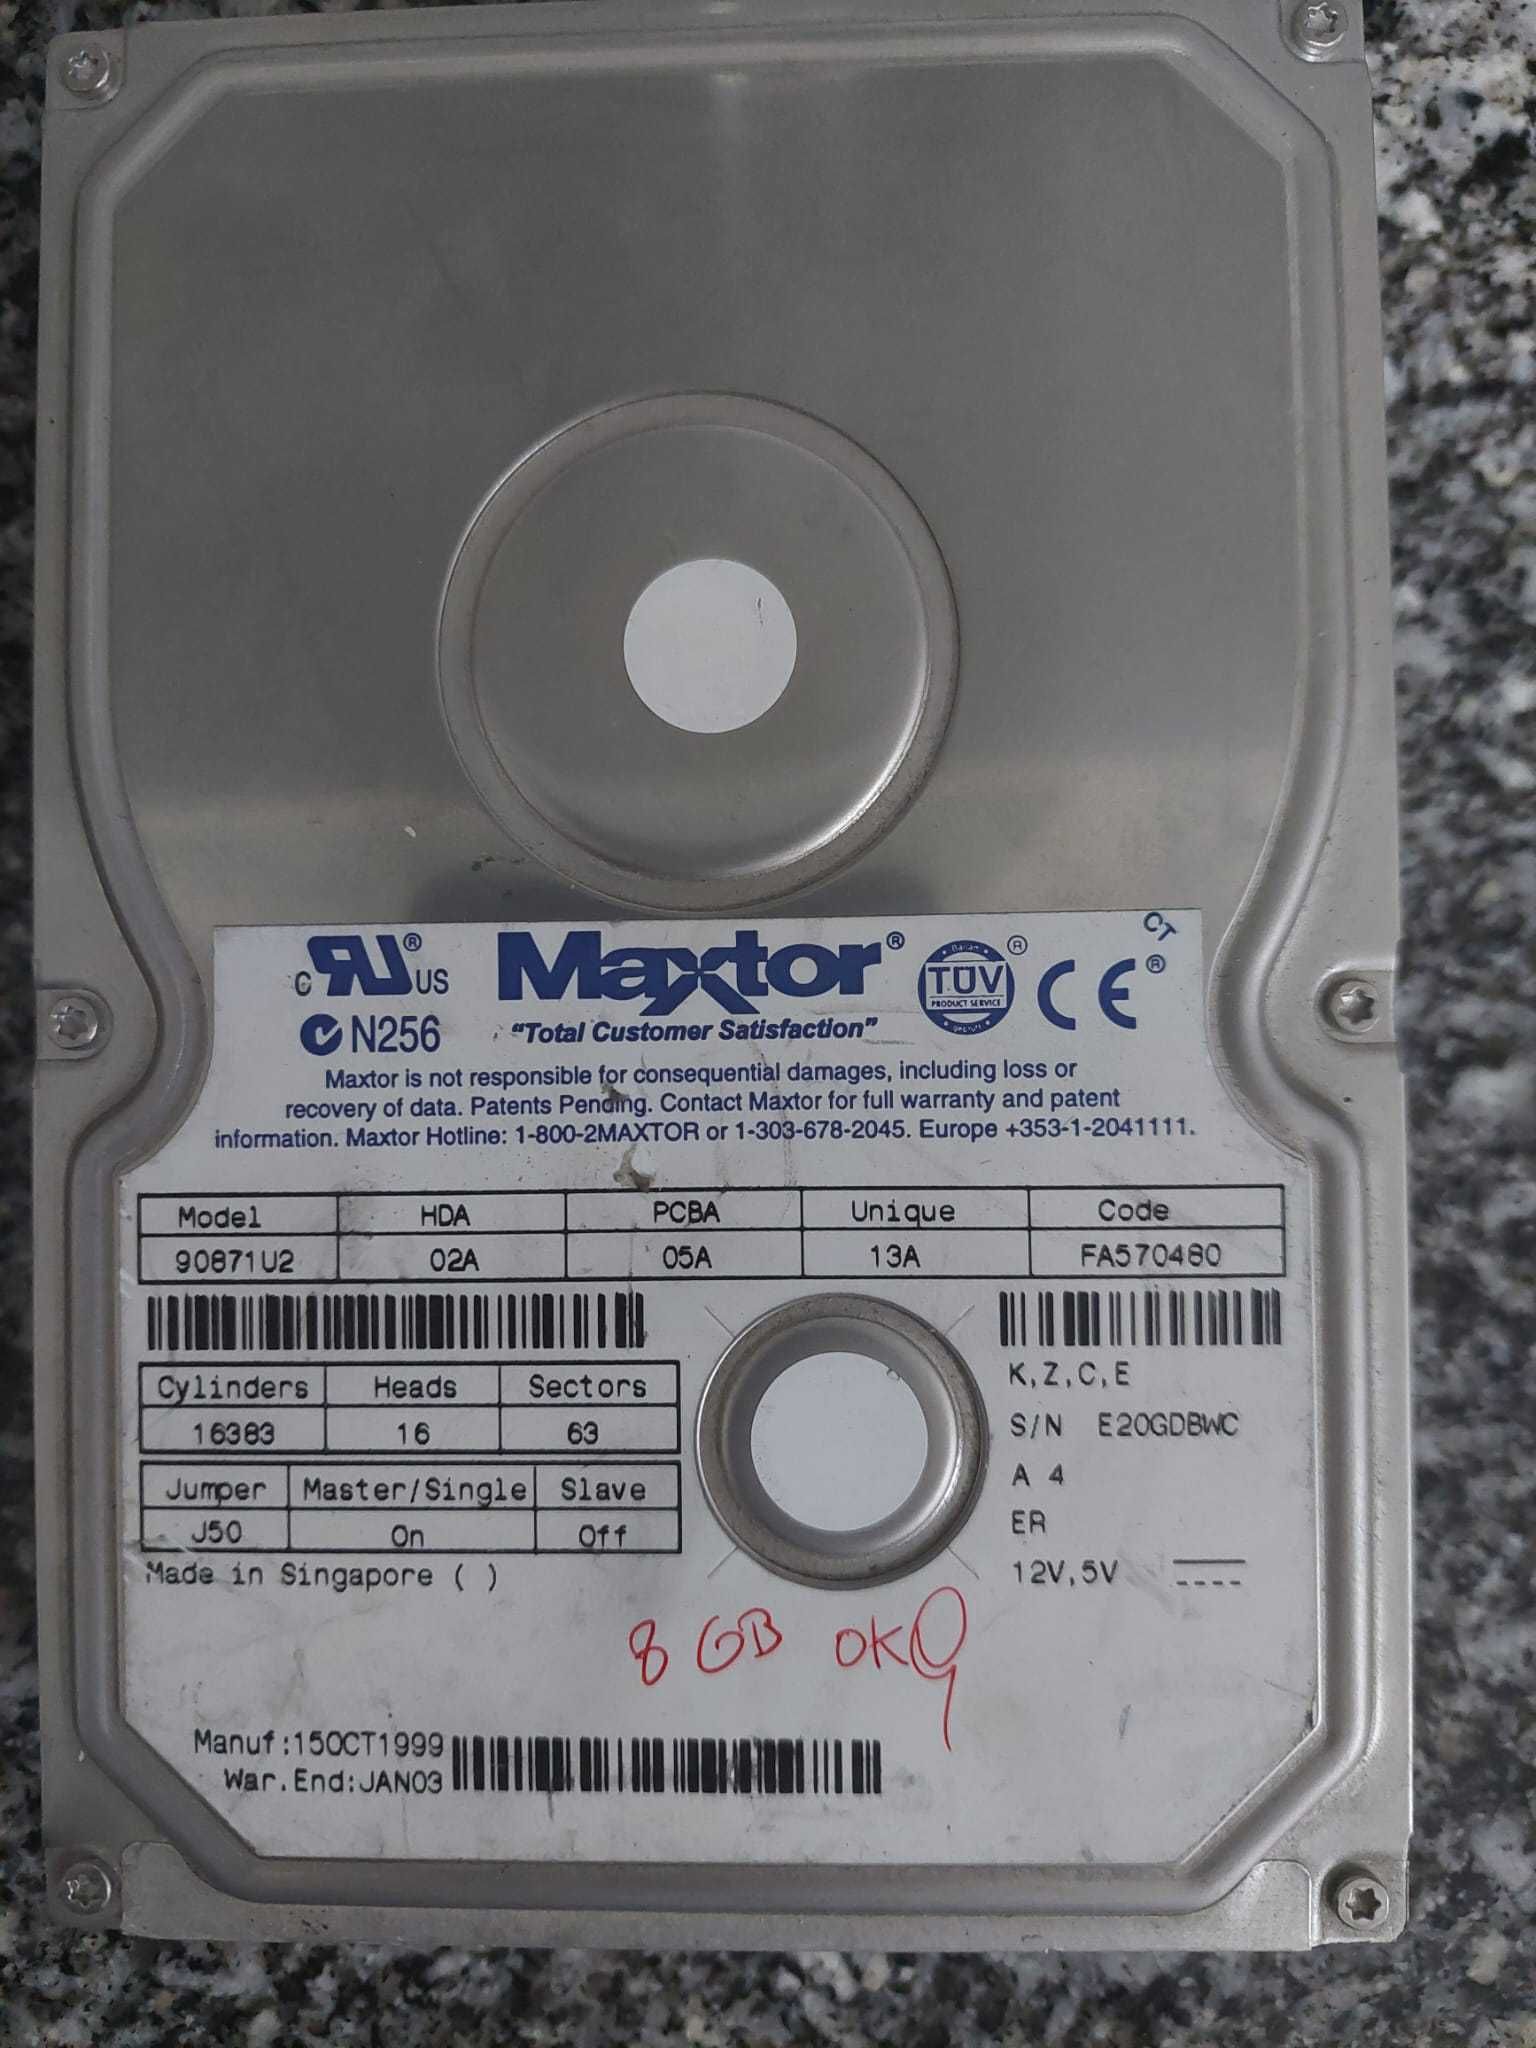 c RU ® US
N256
Maxtor®
"Total Customer Satisfaction"
TÜV ®
PRODUCT SERVICE
CE ®
CT
Maxtor is not responsible for consequential damages, including loss or
recovery of data. Patents Pending. Contact Maxtor for full warranty and patent
information. Maxtor Hotline: 1-800-2MAXTOR or 1-303-678-2045. Europe +353-1-2041111.
Model HDA PCBA Unique Code
90871U2 02A 05A 13A FA570480
Cylinders Heads Sectors
16383 16 63
Jumper Master/Single Slave
J50 On Off
Made in Singapore ( )
K,Z,C,E
S/N E20GDBWC
A 4
ER
12V,5V
8 GB OK
Manuf:15OCT1999
War.End:JAN03